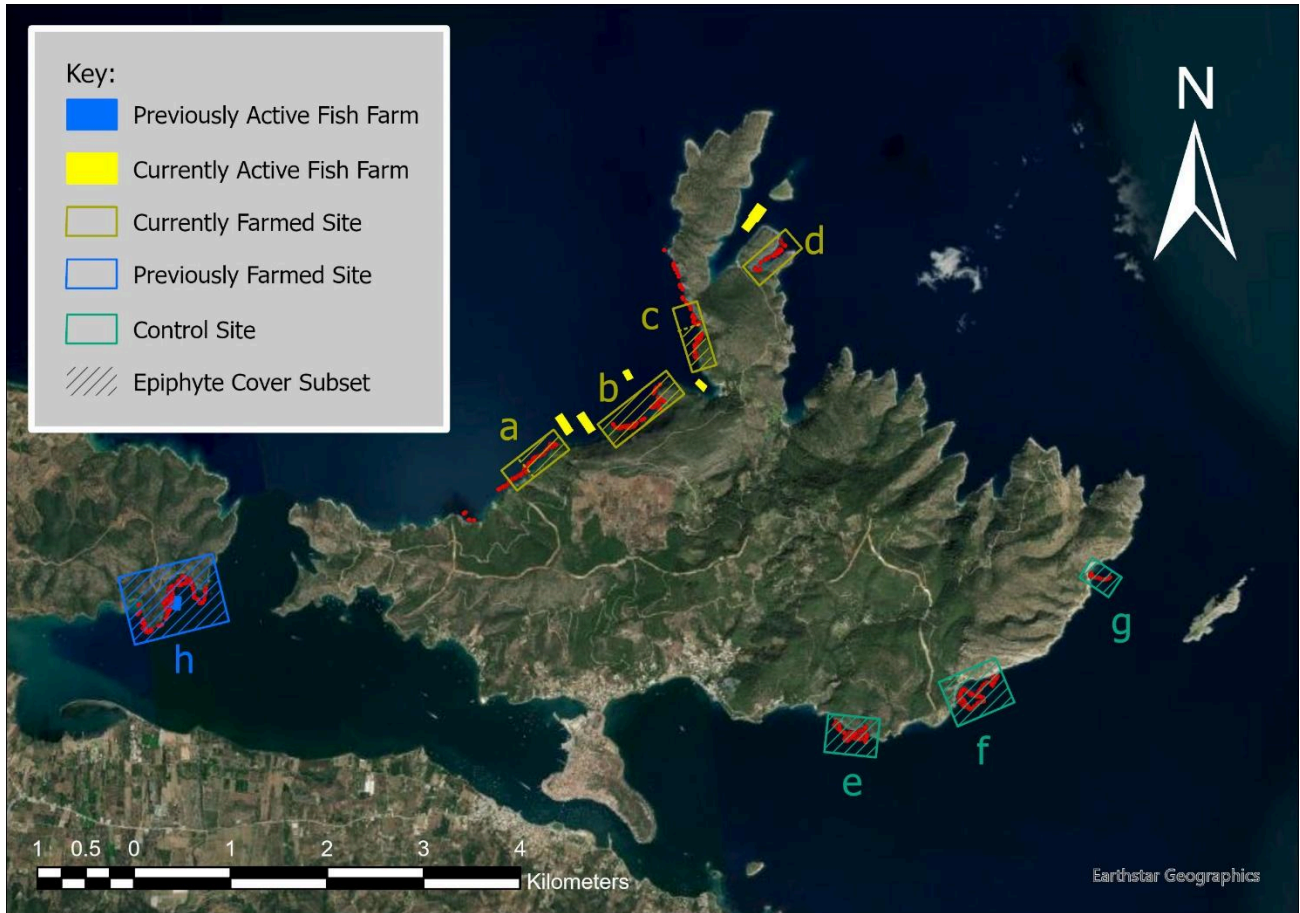 Key:
Previously Active Fish Farm
Currently Active Fish Farm
Currently Farmed Site
Previously Farmed Site
Control Site
Epiphyte Cover Subset
N
d
c
b
a
g
h
f
e
1 0.5 0 1 2 3 4
Kilometers
Earthstar Geographics